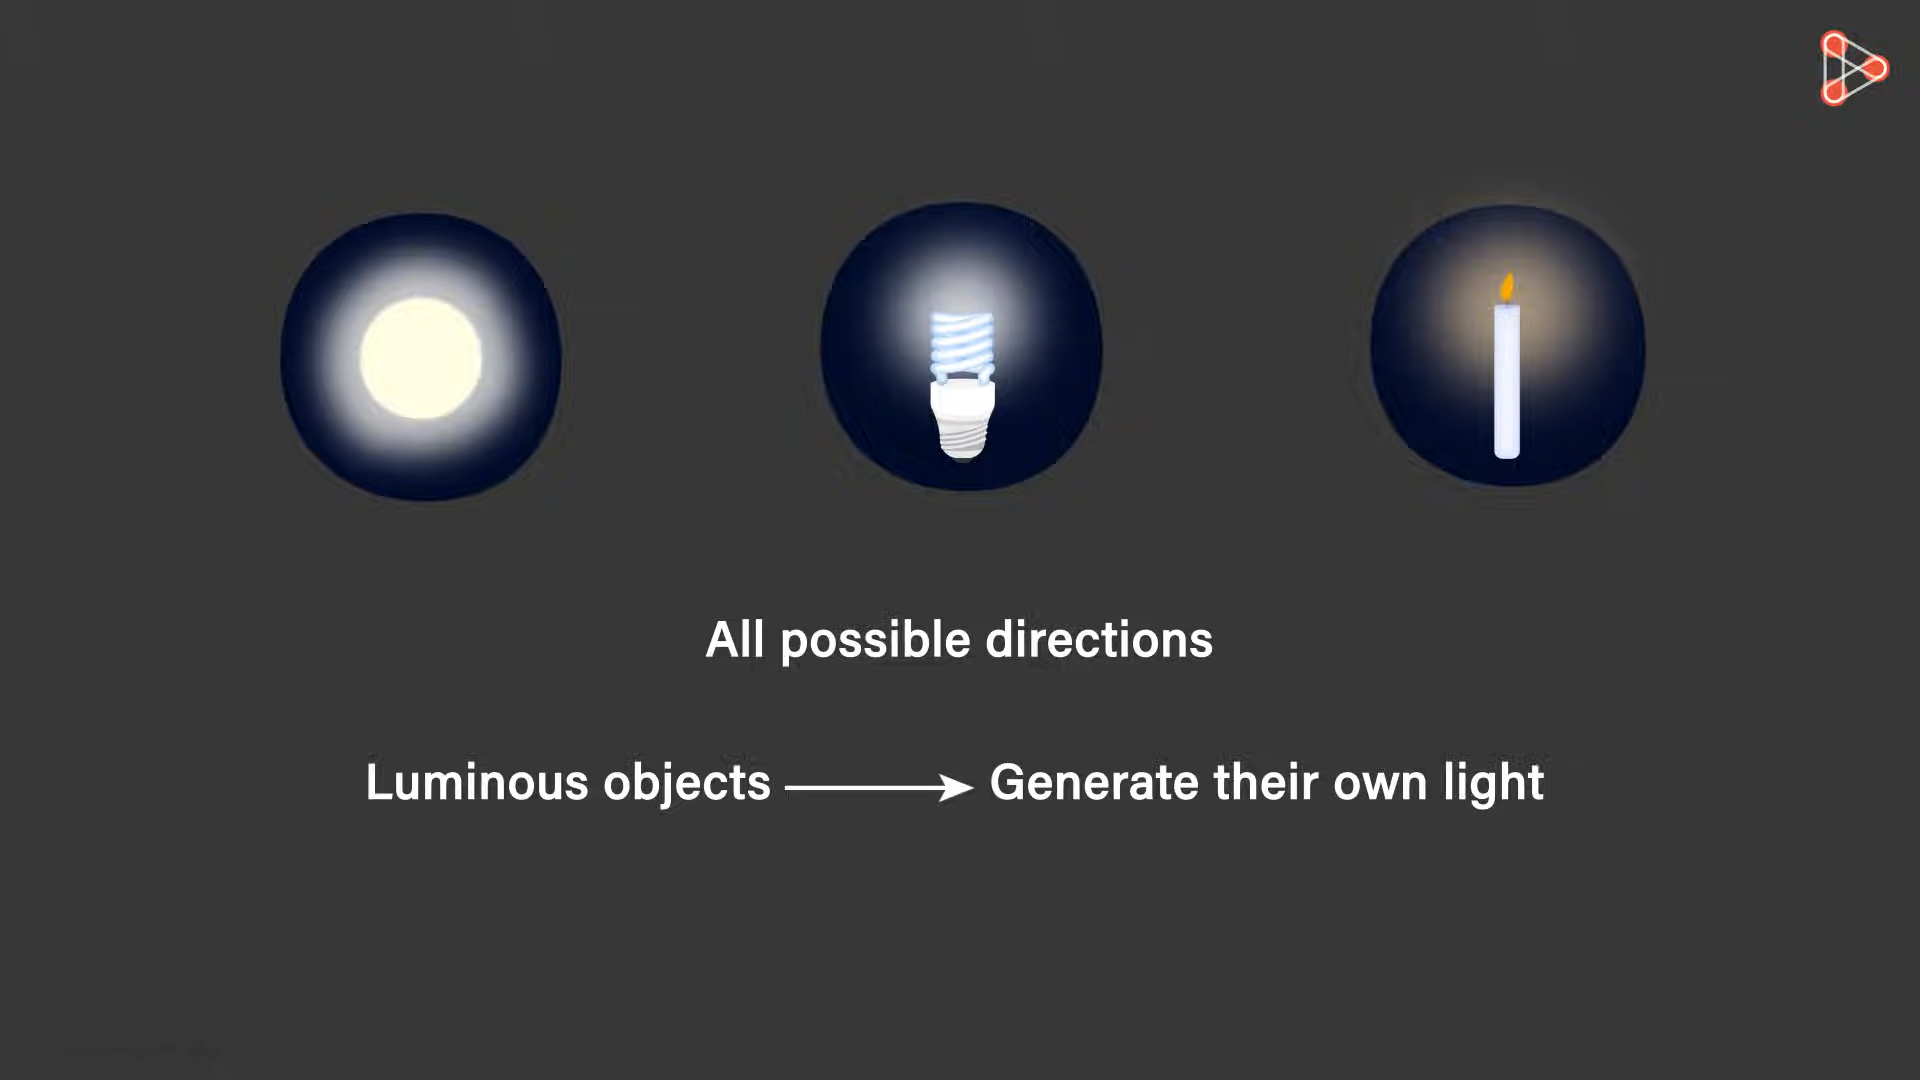 All possible directions
Luminous objects Generate their own light